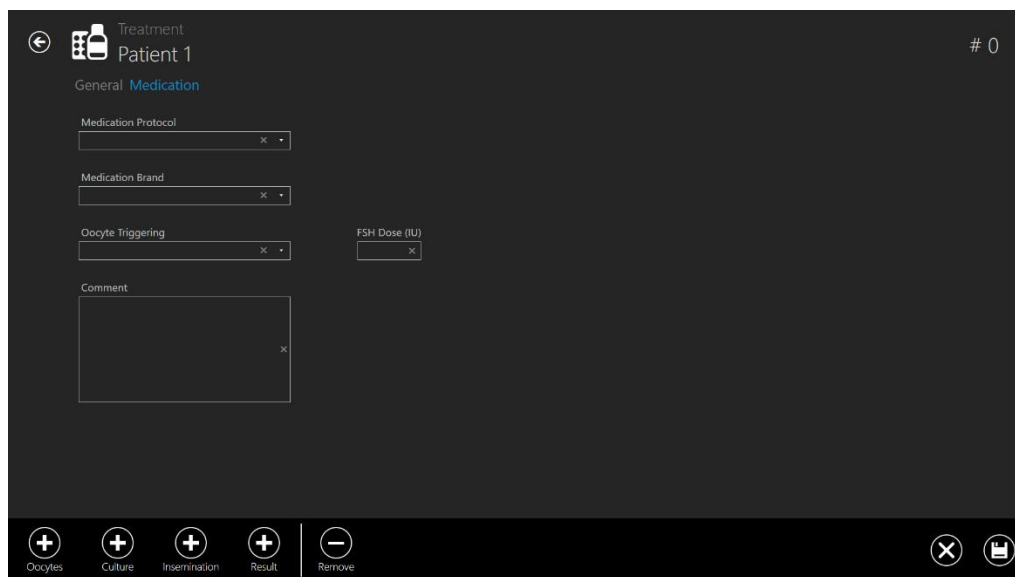 Treatment
Patient 1
# 0
General Medication
Medication Protocol
Medication Brand
Oocyte Triggering FSH Dose (IU)
Comment
Oocytes Culture Insemination Result Remove